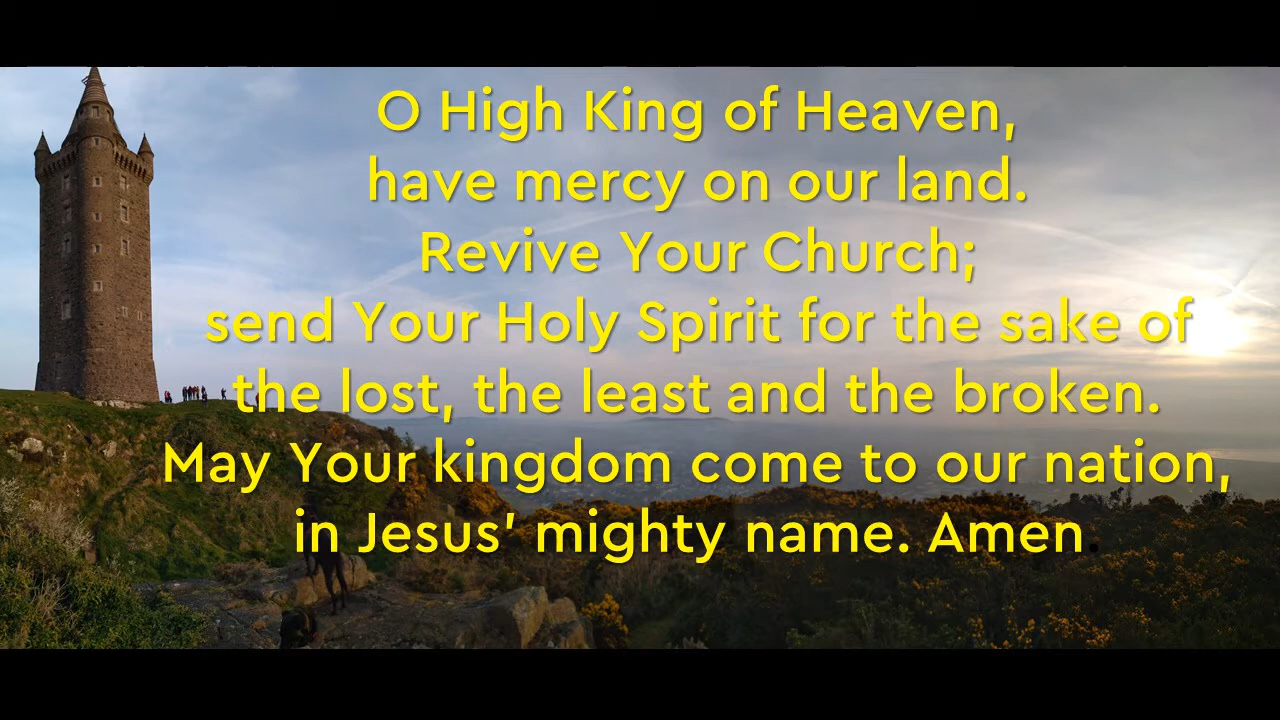 O High King of Heaven,
have mercy on our land.
Revive Your Church;
send Your Holy Spirit for the sake of
the lost, the least and the broken.
May Your kingdom come to our nation,
in Jesus’ mighty name. Amen.